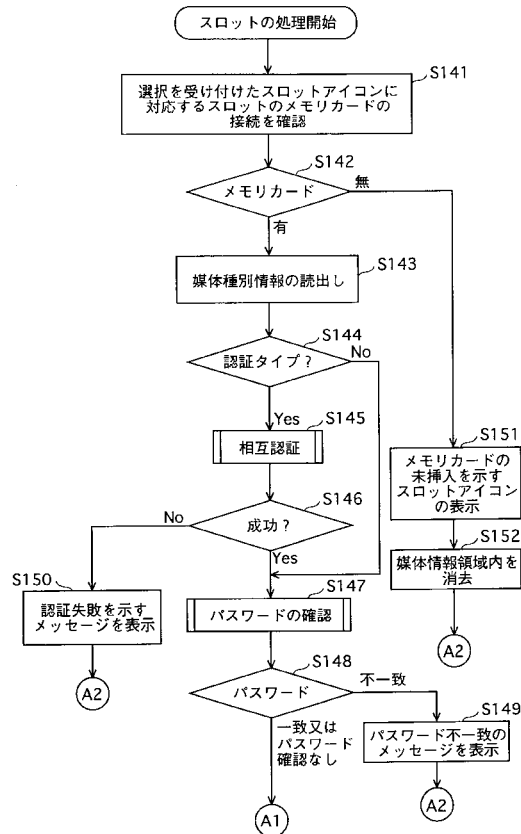 スロットの処理開始
S141
選択を受け付けたスロットアイコンに
対応するスロットのメモリカードの
接続を確認
S142
メモリカード
無
有
S143
媒体種別情報の読出し
S144
認証タイプ?
No
Yes
S145
相互認証
S146
成功?
No
Yes
S151
メモリカードの
未挿入を示す
スロットアイコン
の表示
S152
媒体情報領域内を
消去
A2
S150
認証失敗を示す
メッセージを表示
A2
S147
パスワードの確認
S148
パスワード
不一致
一致又は
パスワード
確認なし
S149
パスワード不一致の
メッセージを表示
A2
A1